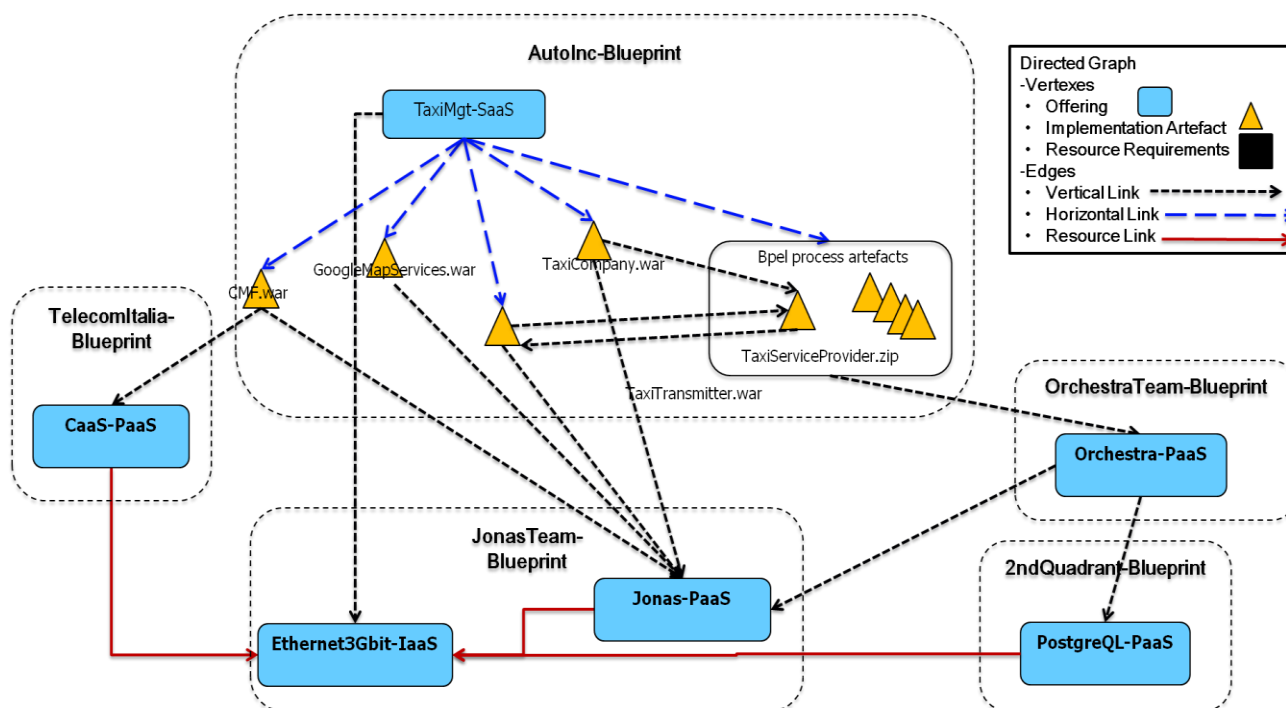 AutoInc-Blueprint
TaxiMgt-SaaS
Directed Graph
-Vertexes
• Offering
• Implementation Artefact
• Resource Requirements
-Edges
• Vertical Link
• Horizontal Link
• Resource Link
CMF.war
GoogleMapServices.war
TaxiCompany.war
Bpel process artefacts
TaxiServiceProvider.zip
TaxiTransmitter.war
TelecomItalia-
Blueprint
CaaS-PaaS
OrchestraTeam-Blueprint
Orchestra-PaaS
JonasTeam-
Blueprint
Jonas-PaaS
Ethernet3Gbit-IaaS
2ndQuadrant-Blueprint
PostgreQL-PaaS